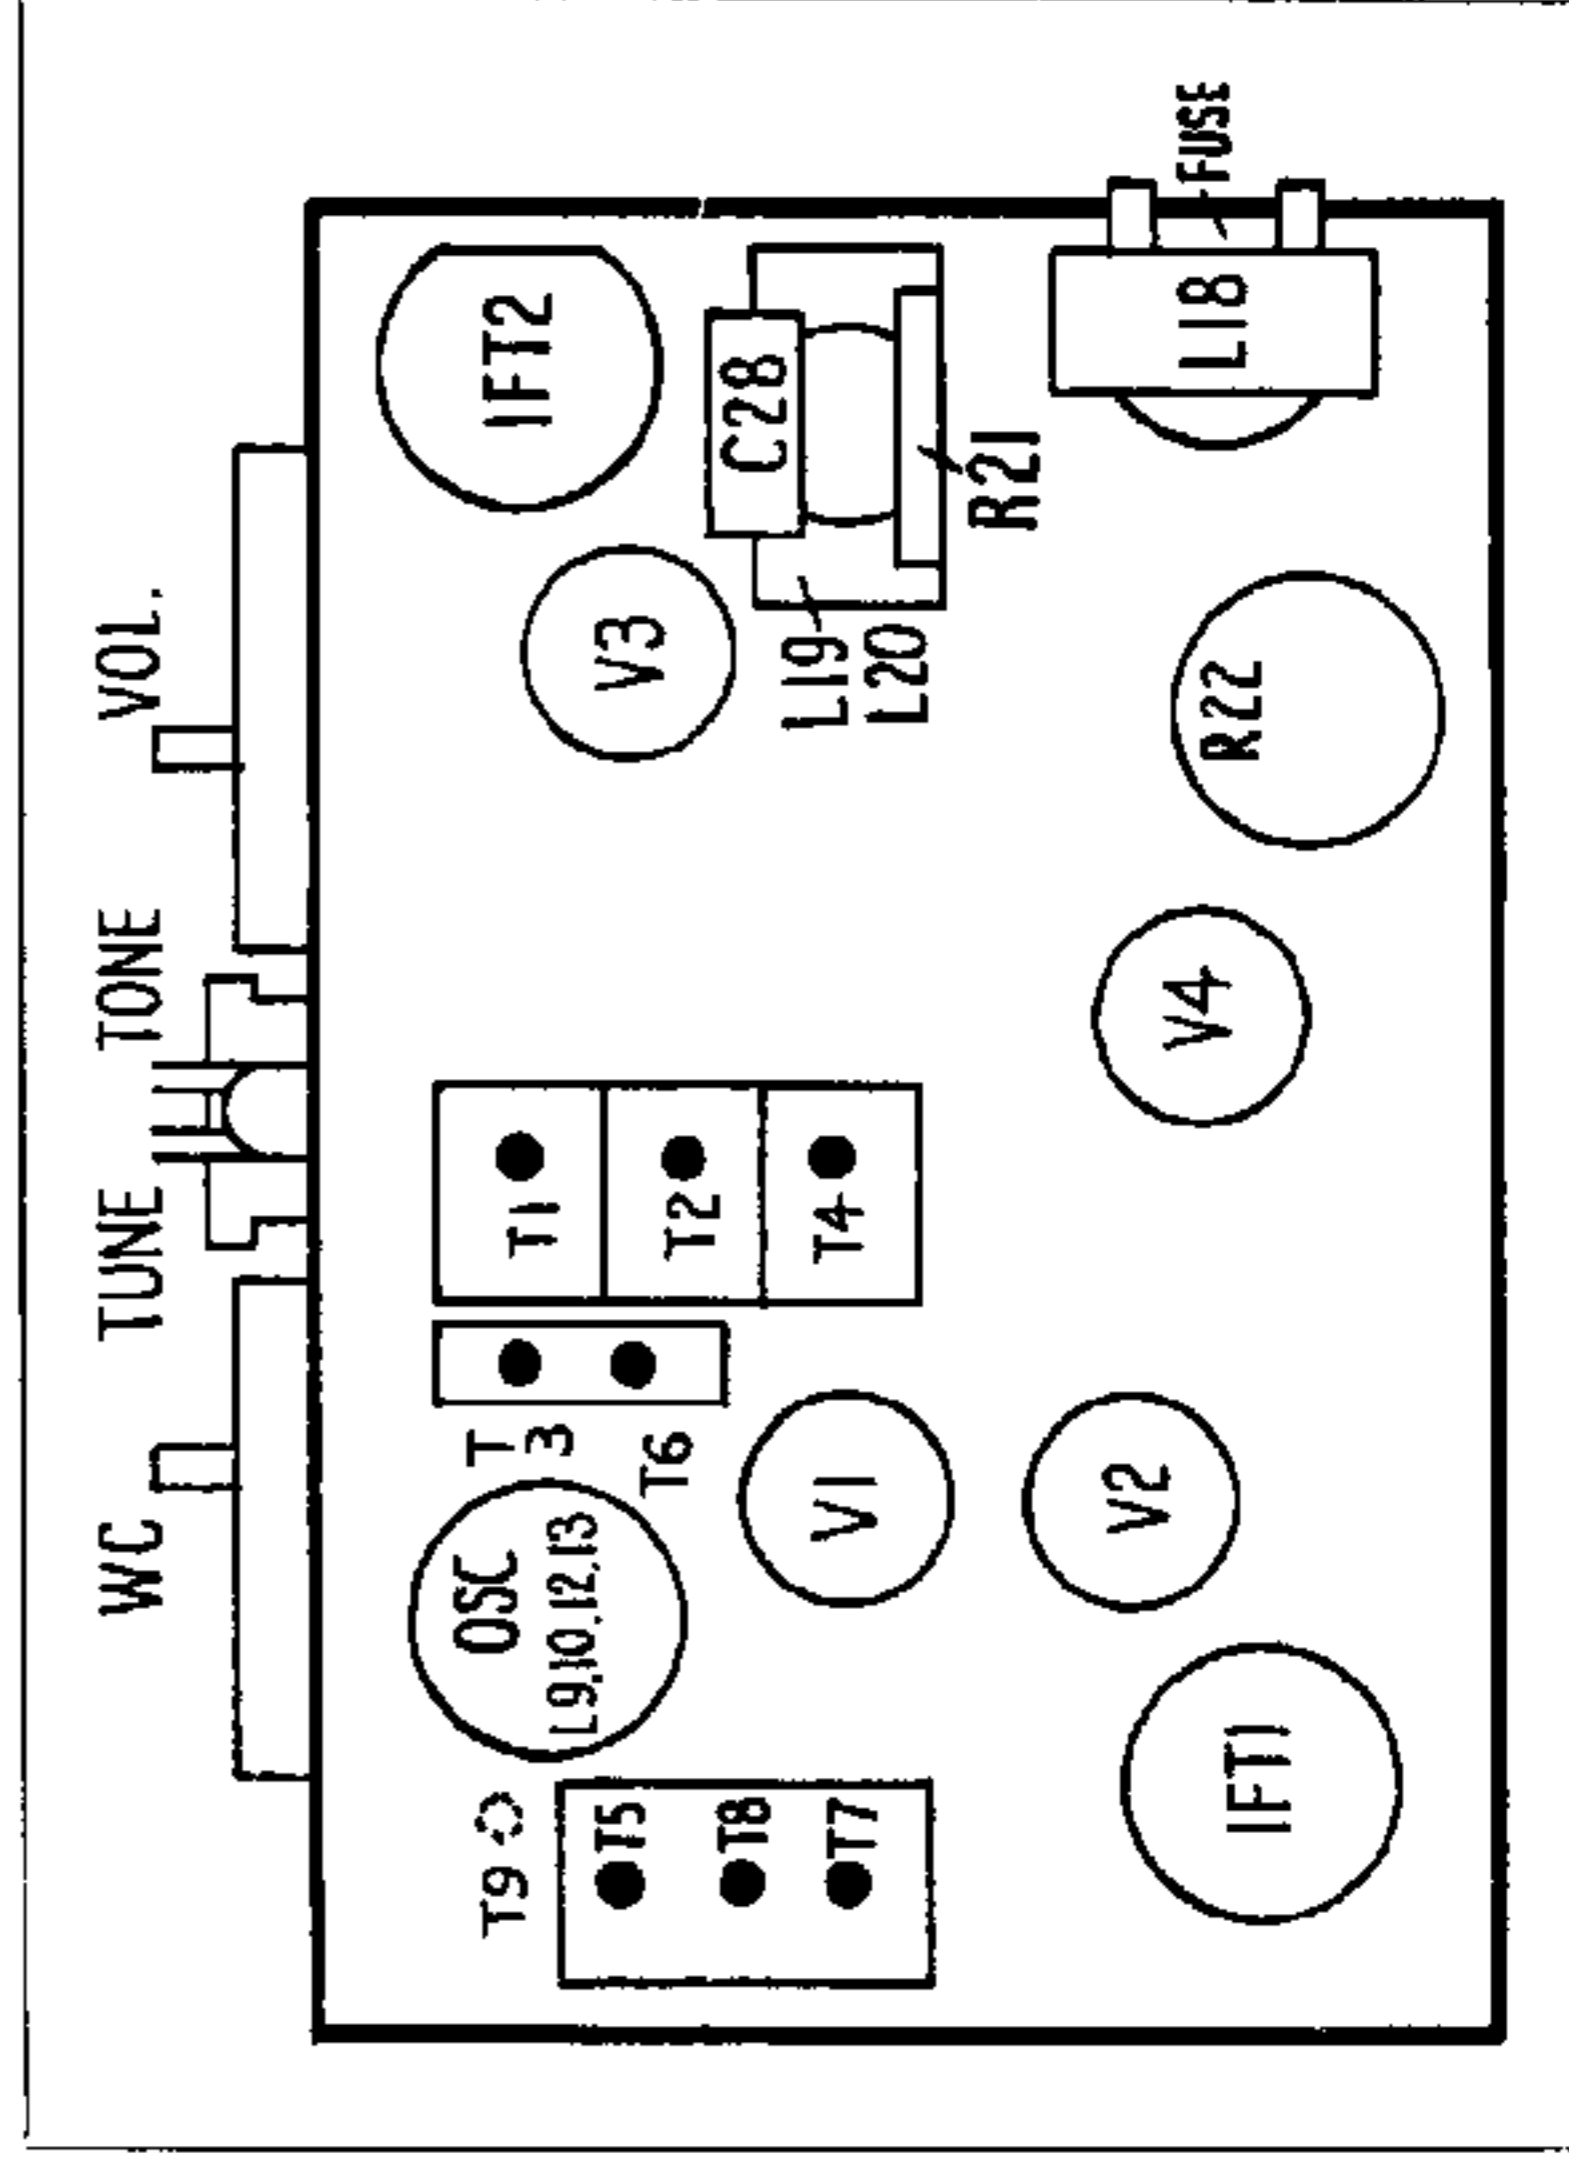 VOL.
TONE
TUNE
WC
FUSE
IFT2
C28
R21
L18
V3
L19
L20
R22
V4
T1
T2
T4
T
3
T6
OSC
L9,10,12,13
V1
V2
T9
T5
T8
T7
IFT1